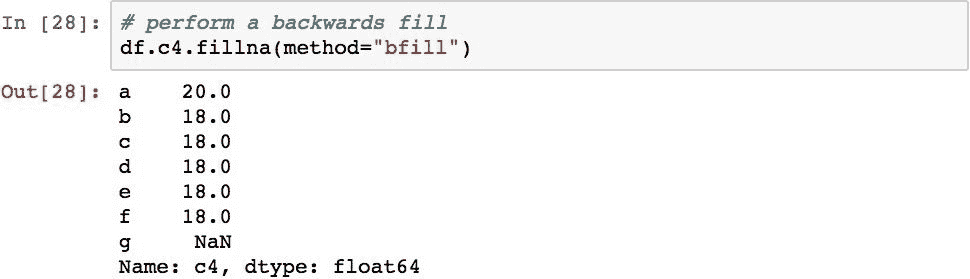 In [28]: # perform a backwards fill
df.c4.fillna(method="bfill")
Out[28]: a    20.0
b    18.0
c    18.0
d    18.0
e    18.0
f    18.0
g     NaN
Name: c4, dtype: float64